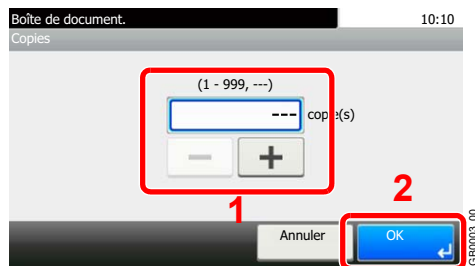 Boîte de document.
10:10
Copies
(1 - 999, ---)
--- copie(s)
1
2
Annuler
OK
GB0003_00